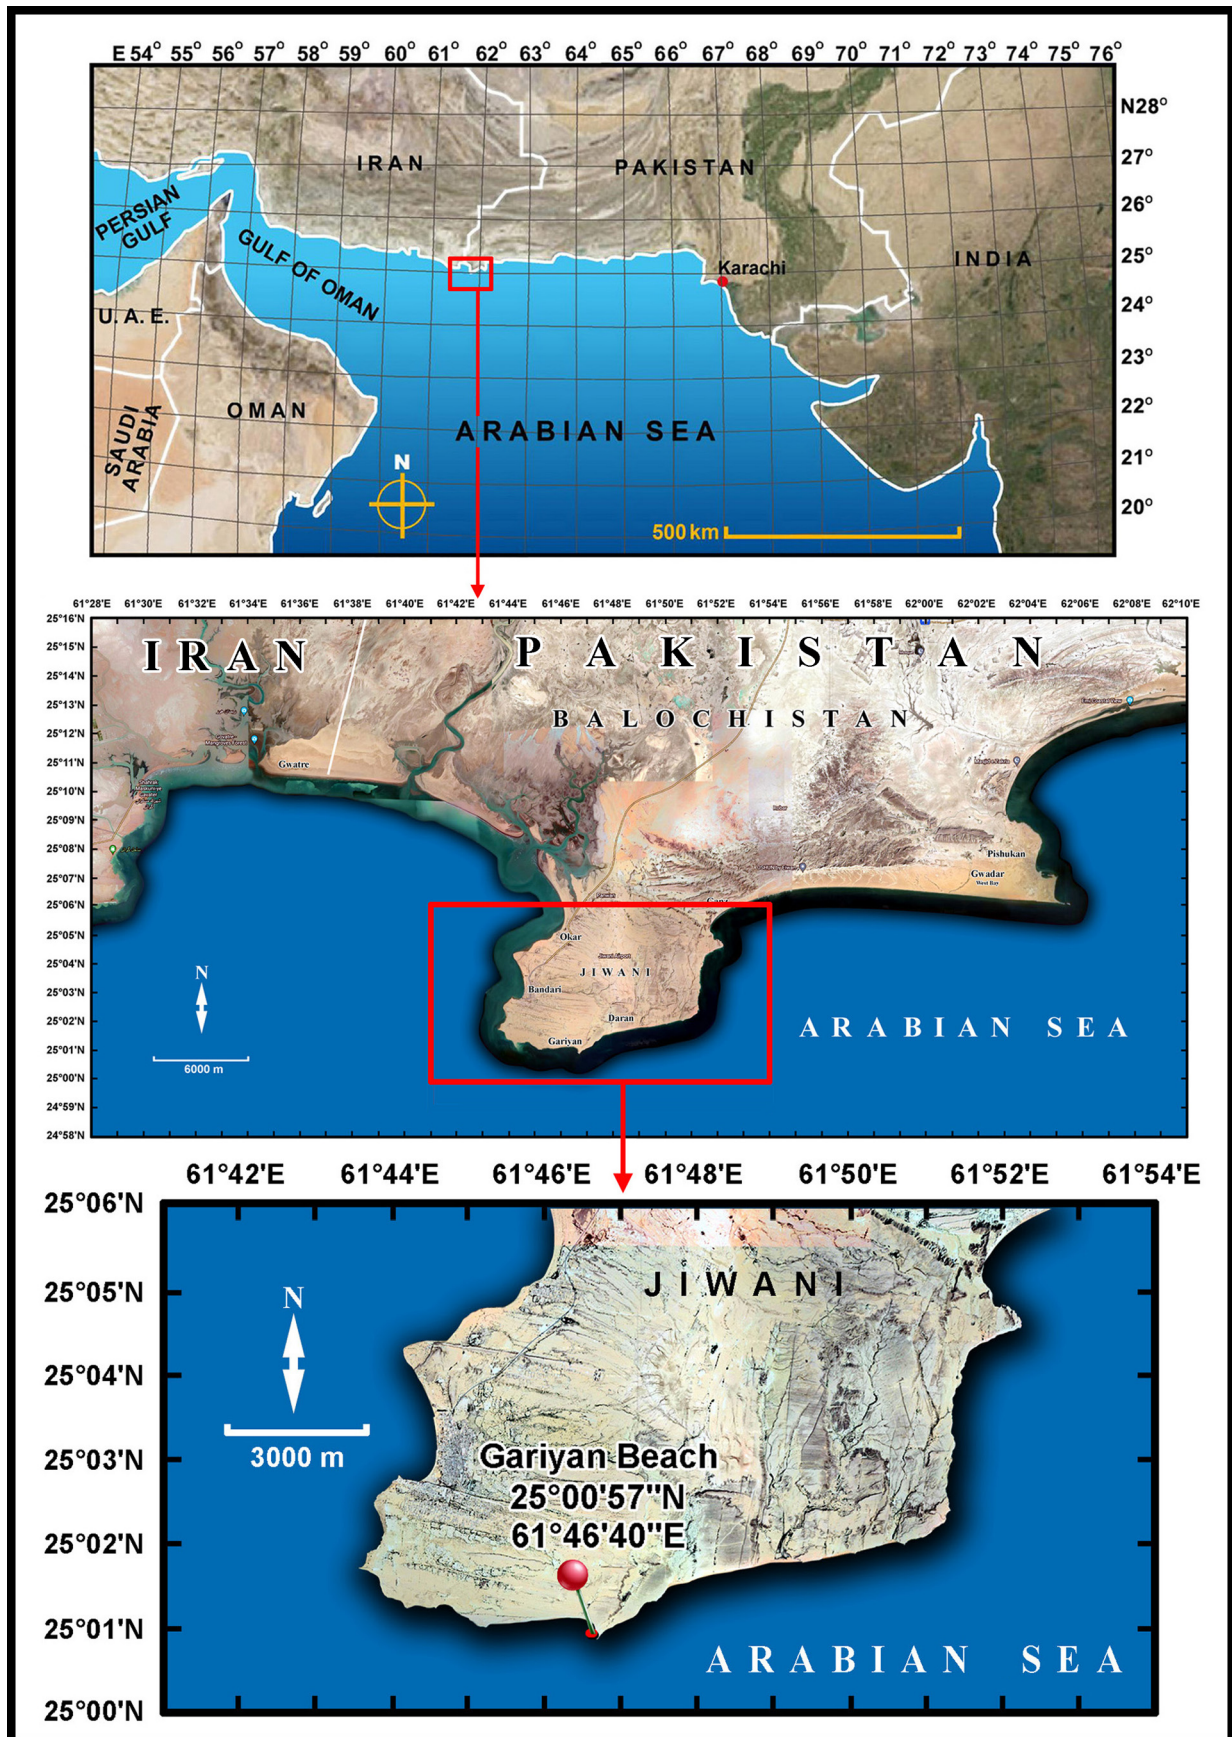 E 54° 55° 56° 57° 58° 59° 60° 61° 62° 63° 64° 65° 66° 67° 68° 69° 70° 71° 72° 73° 74° 75° 76°
N28°
27°
26°
25°
24°
23°
22°
21°
20°
IRAN
PAKISTAN
INDIA
PERSIAN
GULF
GULF OF OMAN
Karachi
U. A. E.
OMAN
SAUDI
ARABIA
ARABIAN SEA
N
500 km
61°28'E 61°30'E 61°32'E 61°34'E 61°36'E 61°38'E 61°40'E 61°42'E 61°44'E 61°46'E 61°48'E 61°50'E 61°52'E 61°54'E 61°56'E 61°58'E 62°00'E 62°02'E 62°04'E 62°06'E 62°08'E 62°10'E
25°16'N
25°15'N
25°14'N
25°13'N
25°12'N
25°11'N
25°10'N
25°09'N
25°08'N
25°07'N
25°06'N
25°05'N
25°04'N
25°03'N
25°02'N
25°01'N
25°00'N
24°59'N
24°58'N
IRAN
PAKISTAN
BALOCHISTAN
Gwatre
Pishukan
Gwadar
West Bay
Ganz
Okar
Jiwani Airport
JIWANI
Bandari
Daran
Gariyan
N
6000 m
ARABIAN SEA
61°42'E 61°44'E 61°46'E 61°48'E 61°50'E 61°52'E 61°54'E
25°06'N
25°05'N
25°04'N
25°03'N
25°02'N
25°01'N
25°00'N
JIWANI
N
3000 m
Gariyan Beach
25°00'57"N
61°46'40"E
ARABIAN SEA